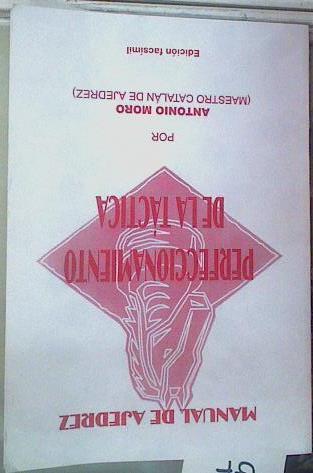 MANUAL DE AJEDREZ
PERFECCIONAMIENTO
DE LA TÁCTICA
POR
ANTONIO MORO
(MAESTRO CATALÁN DE AJEDREZ)
Edición facsímil